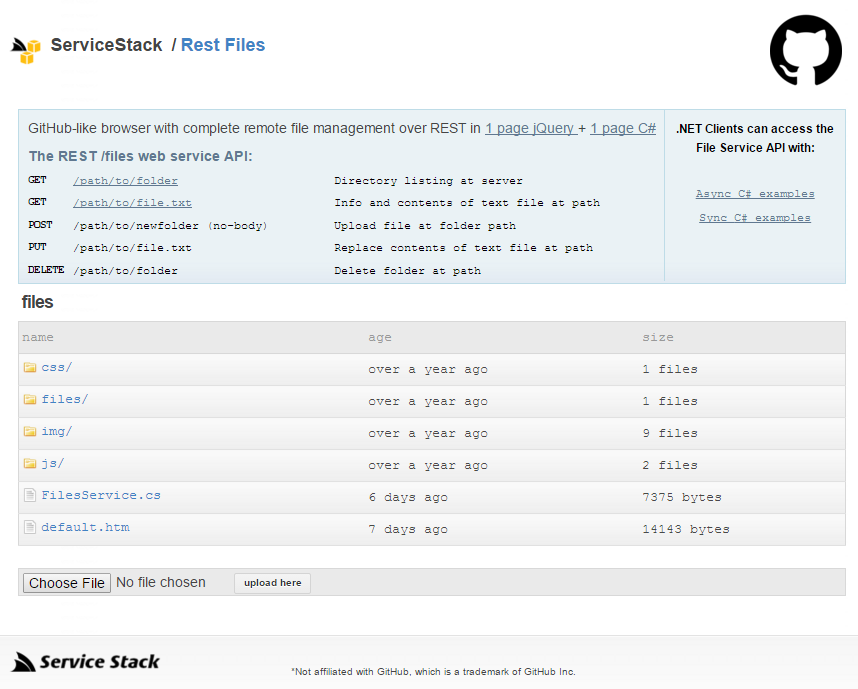 ServiceStack / Rest Files
GitHub-like browser with complete remote file management over REST in 1 page jQuery + 1 page C#
The REST /files web service API:
GET /path/to/folder Directory listing at server
GET /path/to/file.txt Info and contents of text file at path
POST /path/to/newfolder (no-body) Upload file at folder path
PUT /path/to/file.txt Replace contents of text file at path
DELETE /path/to/folder Delete folder at path
.NET Clients can access the
File Service API with:
Async C# examples
Sync C# examples
files
name age size
css/ over a year ago 1 files
files/ over a year ago 1 files
img/ over a year ago 9 files
js/ over a year ago 2 files
FilesService.cs 6 days ago 7375 bytes
default.htm 7 days ago 14143 bytes
Choose File No file chosen upload here
Service Stack
*Not affiliated with GitHub, which is a trademark of GitHub Inc.